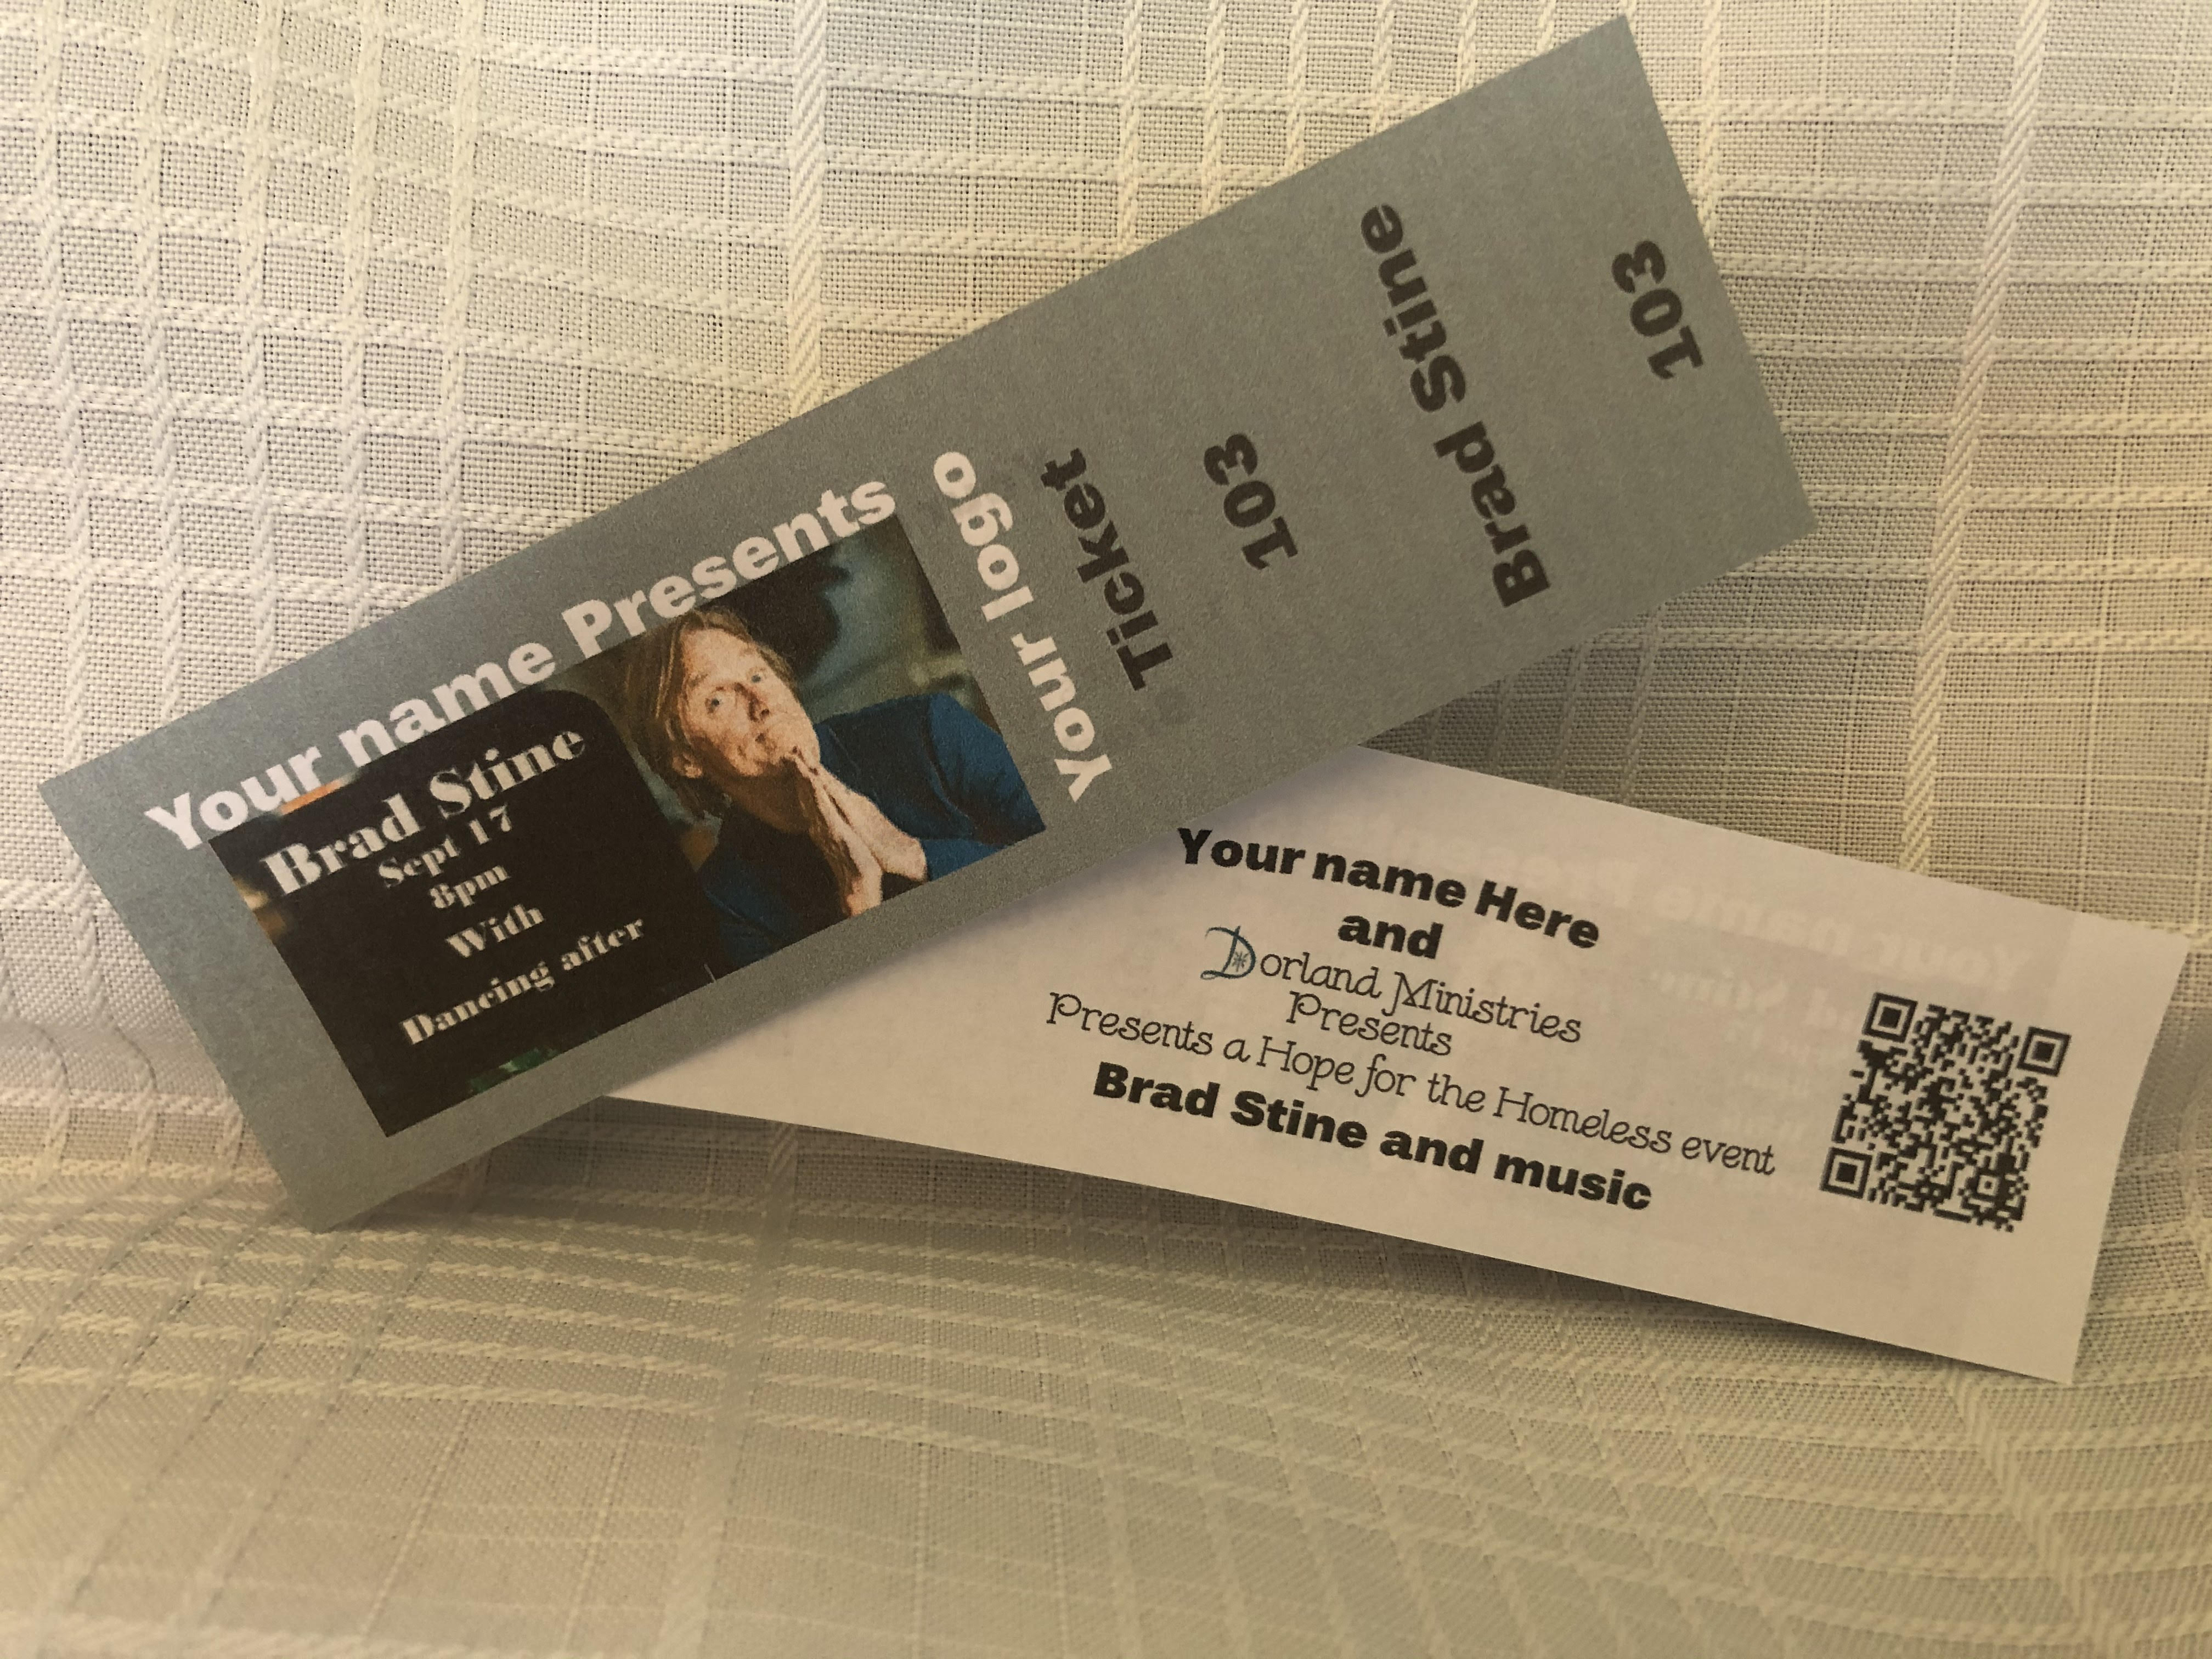 Your name Presents
Brad Stine
Sept 17
8pm
With
Dancing after
Your logo
Ticket
103
Brad Stine
103
Your name Here
and
Dorland Ministries
Presents
Presents a Hope for the Homeless event
Brad Stine and music